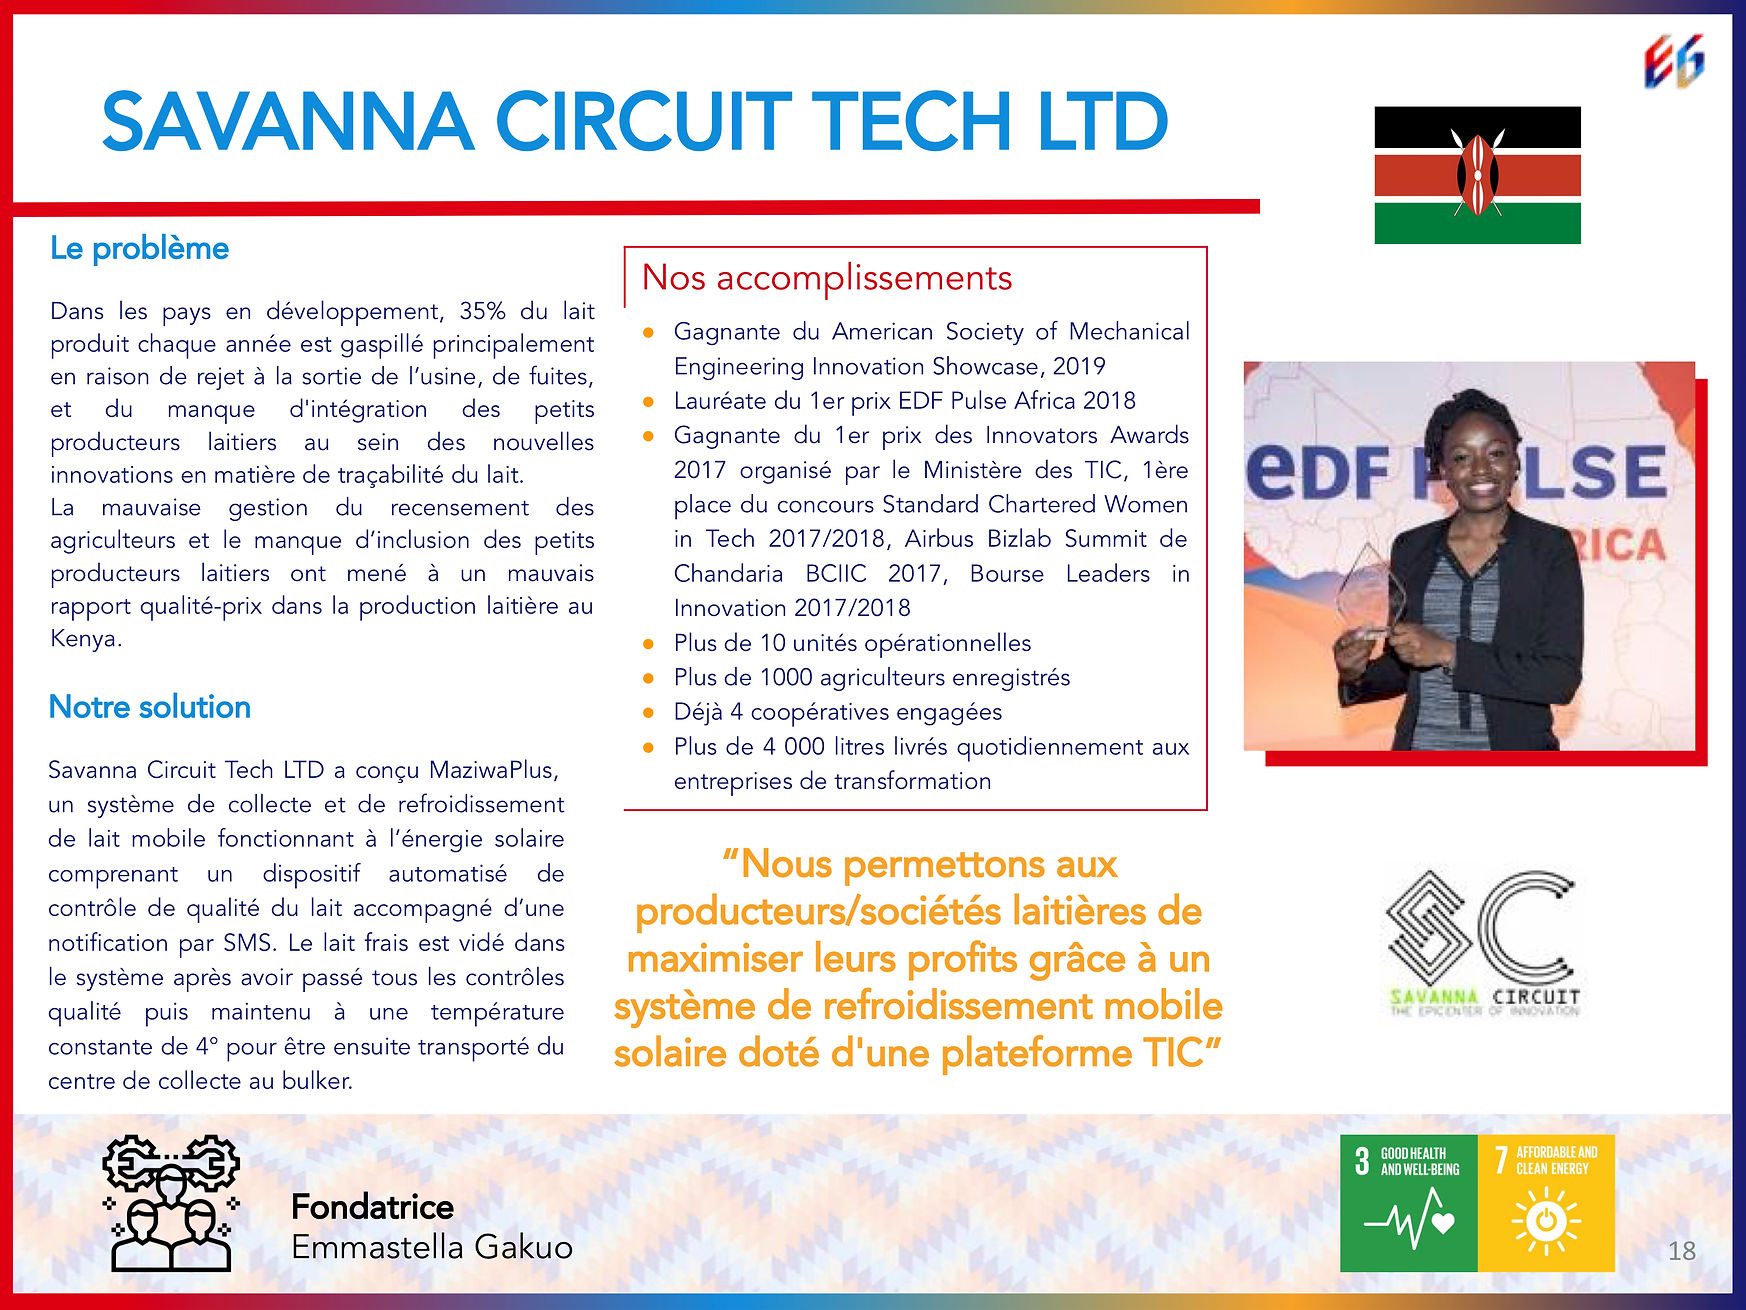 SAVANNA CIRCUIT TECH LTD
Le problème
Dans les pays en développement, 35% du lait
produit chaque année est gaspillé principalement
en raison de rejet à la sortie de l’usine, de fuites,
et du manque d'intégration des petits
producteurs laitiers au sein des nouvelles
innovations en matière de traçabilité du lait.
La mauvaise gestion du recensement des
agriculteurs et le manque d’inclusion des petits
producteurs laitiers ont mené à un mauvais
rapport qualité-prix dans la production laitière au
Kenya.
Notre solution
Savanna Circuit Tech LTD a conçu MaziwaPlus,
un système de collecte et de refroidissement
de lait mobile fonctionnant à l’énergie solaire
comprenant un dispositif automatisé de
contrôle de qualité du lait accompagné d’une
notification par SMS. Le lait frais est vidé dans
le système après avoir passé tous les contrôles
qualité puis maintenu à une température
constante de 4° pour être ensuite transporté du
centre de collecte au bulker.
Nos accomplissements
● Gagnante du American Society of Mechanical
Engineering Innovation Showcase, 2019
● Lauréate du 1er prix EDF Pulse Africa 2018
● Gagnante du 1er prix des Innovators Awards
2017 organisé par le Ministère des TIC, 1ère
place du concours Standard Chartered Women
in Tech 2017/2018, Airbus Bizlab Summit de
Chandaria BCIIC 2017, Bourse Leaders in
Innovation 2017/2018
● Plus de 10 unités opérationnelles
● Plus de 1000 agriculteurs enregistrés
● Déjà 4 coopératives engagées
● Plus de 4 000 litres livrés quotidiennement aux
entreprises de transformation
“Nous permettons aux
producteurs/sociétés laitières de
maximiser leurs profits grâce à un
système de refroidissement mobile
solaire doté d'une plateforme TIC”
E6
eDF P LSE
RICA
SC
SAVANNA CIRCUIT
THE EPICENTER OF INNOVATION
Fondatrice
Emmastella Gakuo
3 GOOD HEALTH
AND WELL-BEING
7 AFFORDABLE AND
CLEAN ENERGY
18